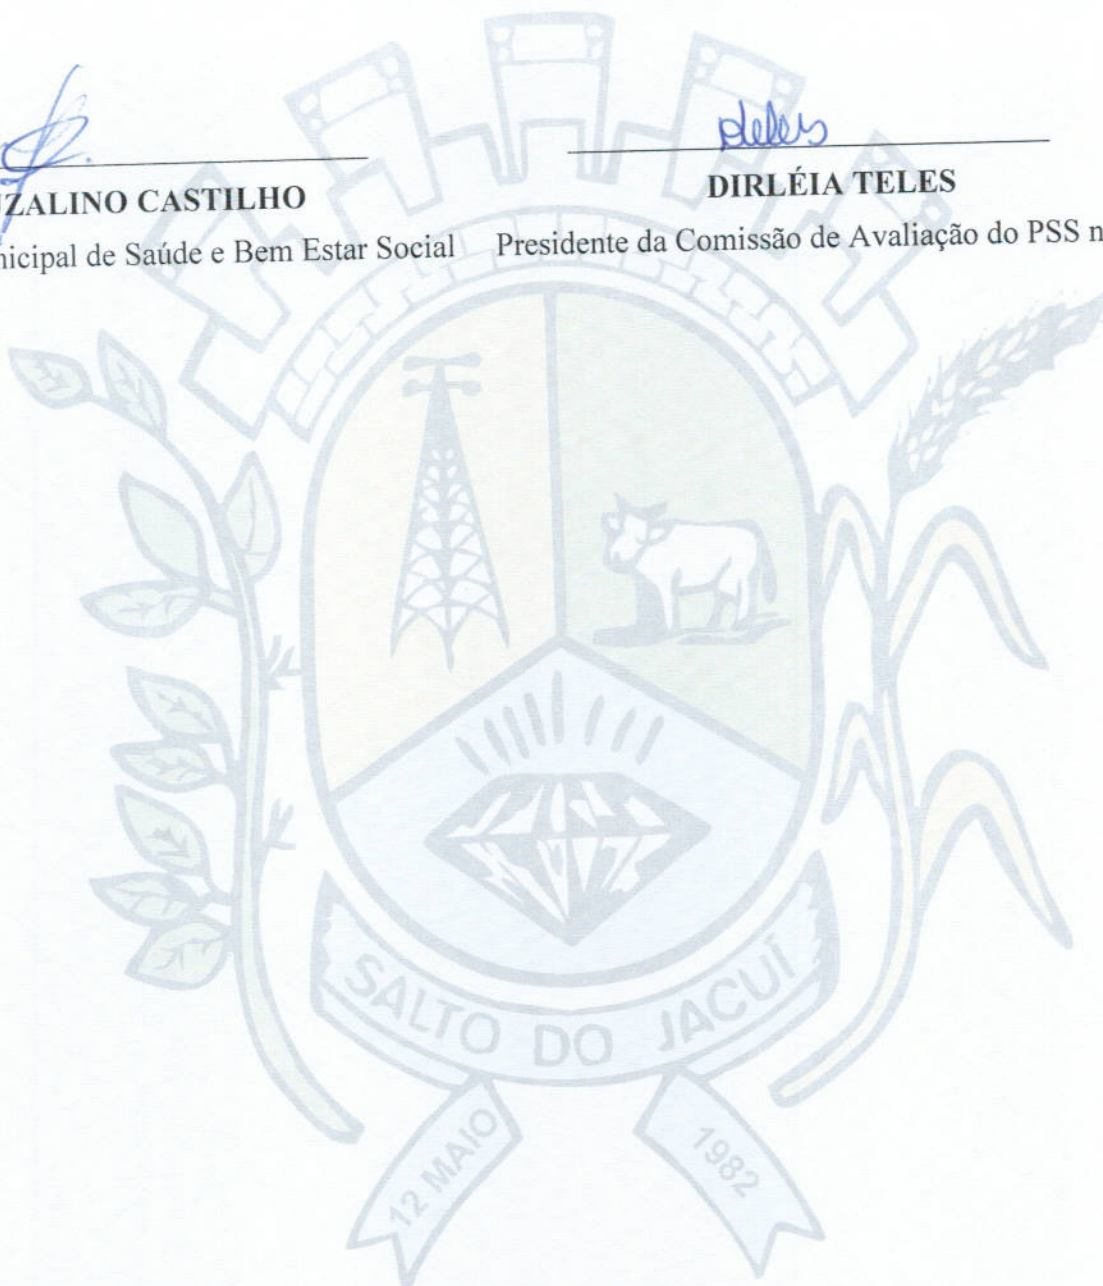 deles
ZALINO CASTILHO
DIRLÉIA TELES
nicipal de Saúde e Bem Estar Social Presidente da Comissão de Avaliação do PSS n
SALTO DO JACUÍ
12 MAIO
1982